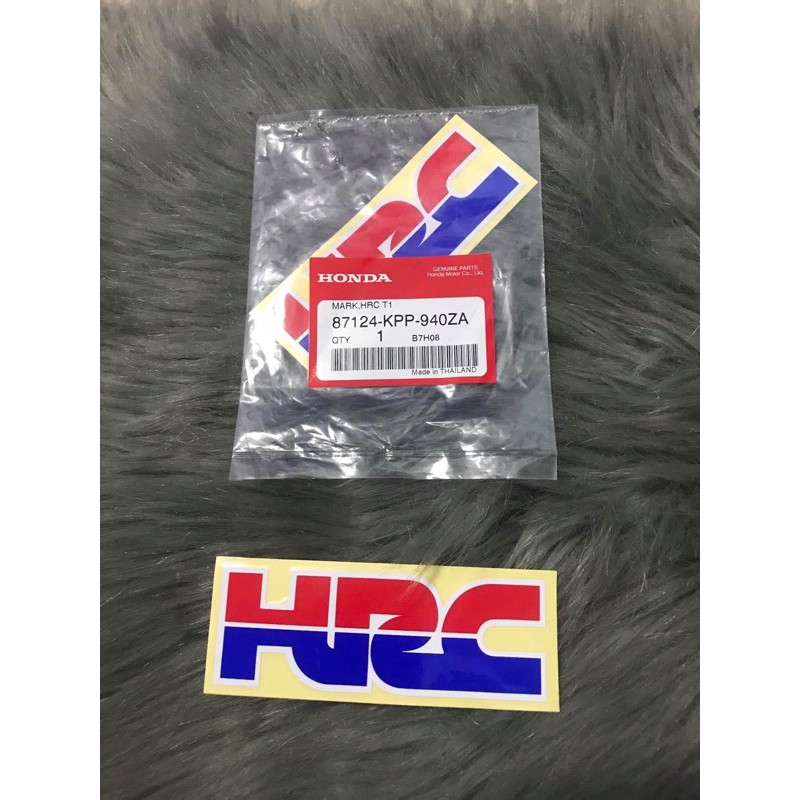 HRC
HONDA
GENUINE PARTS
Honda Motor Co., Ltd.
MARK,HRC T1
87124-KPP-940ZA
QTY 1 B7H08
Made in THAILAND
HRC